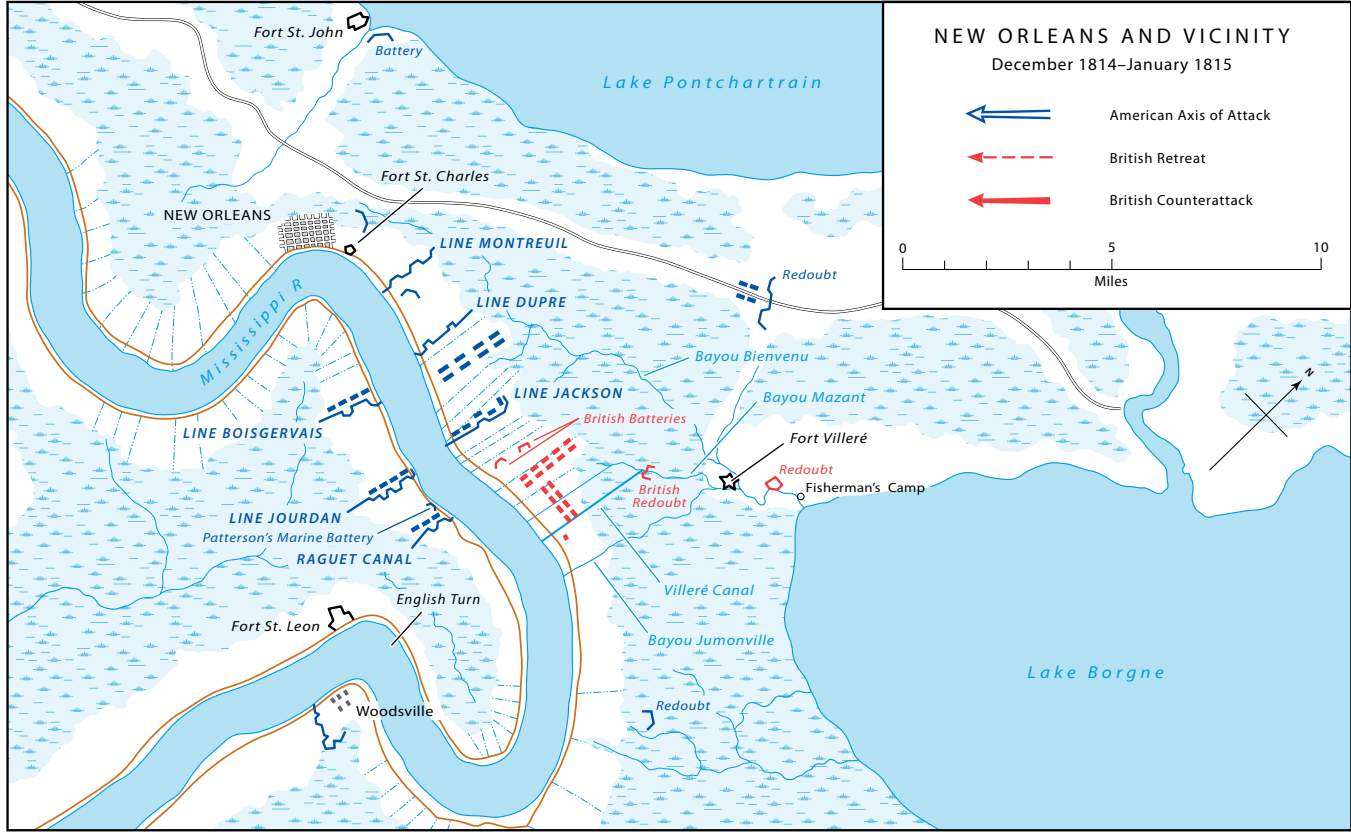 NEW ORLEANS AND VICINITY
December 1814–January 1815
American Axis of Attack
British Retreat
British Counterattack
0 5 10
Miles
Fort St. John
Battery
Lake Pontchartrain
Fort St. Charles
NEW ORLEANS
LINE MONTREUIL
Redoubt
LINE DUPRE
Mississippi R
Bayou Bienvenu
N
LINE JACKSON
Bayou Mazant
British Batteries
LINE BOISGERVAIS
Fort Villeré
Redoubt
Fisherman's Camp
British
Redoubt
LINE JOURDAN
Patterson's Marine Battery
RAGUET CANAL
Villeré Canal
English Turn
Fort St. Leon
Bayou Jumonville
Lake Borgne
Redoubt
Woodsville